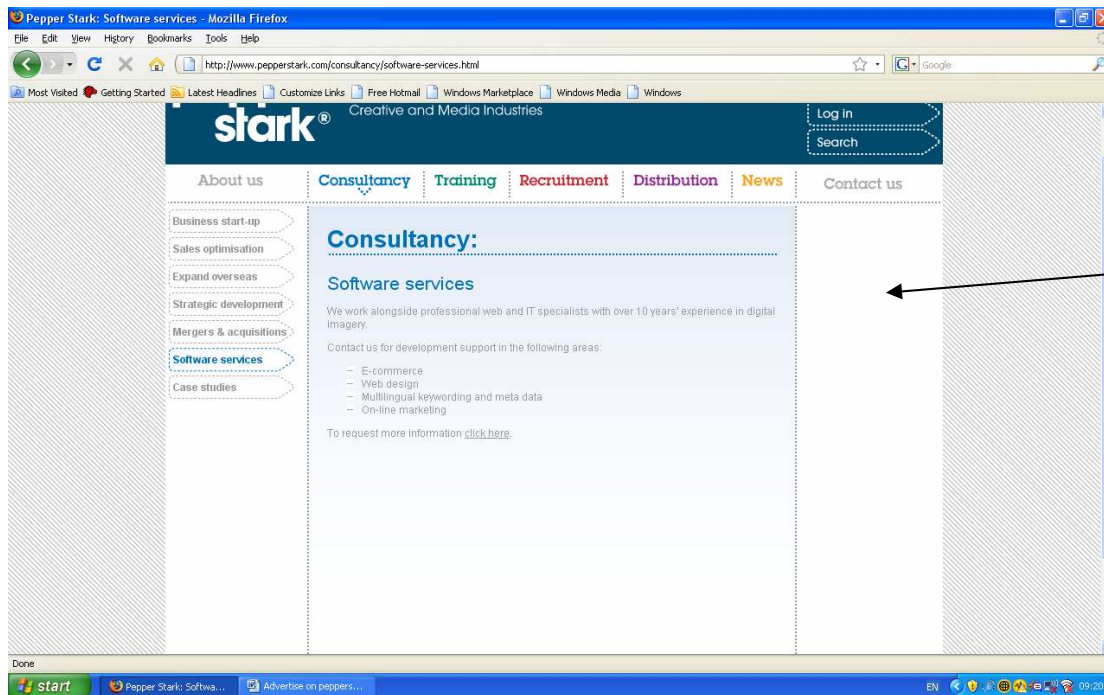 Pepper Stark: Software services - Mozilla Firefox
File Edit View History Bookmarks Tools Help
http://www.pepperstark.com/consultancy/software-services.html
Google
Most Visited Getting Started Latest Headlines Customize Links Free Hotmail Windows Marketplace Windows Media Windows
stark®
Creative and Media Industries
Log in
Search
About us Consultancy Training Recruitment Distribution News Contact us
Business start-up
Sales optimisation
Expand overseas
Strategic development
Mergers & acquisitions
Software services
Case studies
Consultancy:
Software services
We work alongside professional web and IT specialists with over 10 years' experience in digital
imagery.
Contact us for development support in the following areas:
– E-commerce
– Web design
– Multilingual keywording and meta data
– On-line marketing
To request more information click here.
Done
start Pepper Stark: Softwa... Advertise on peppers... EN 09:20